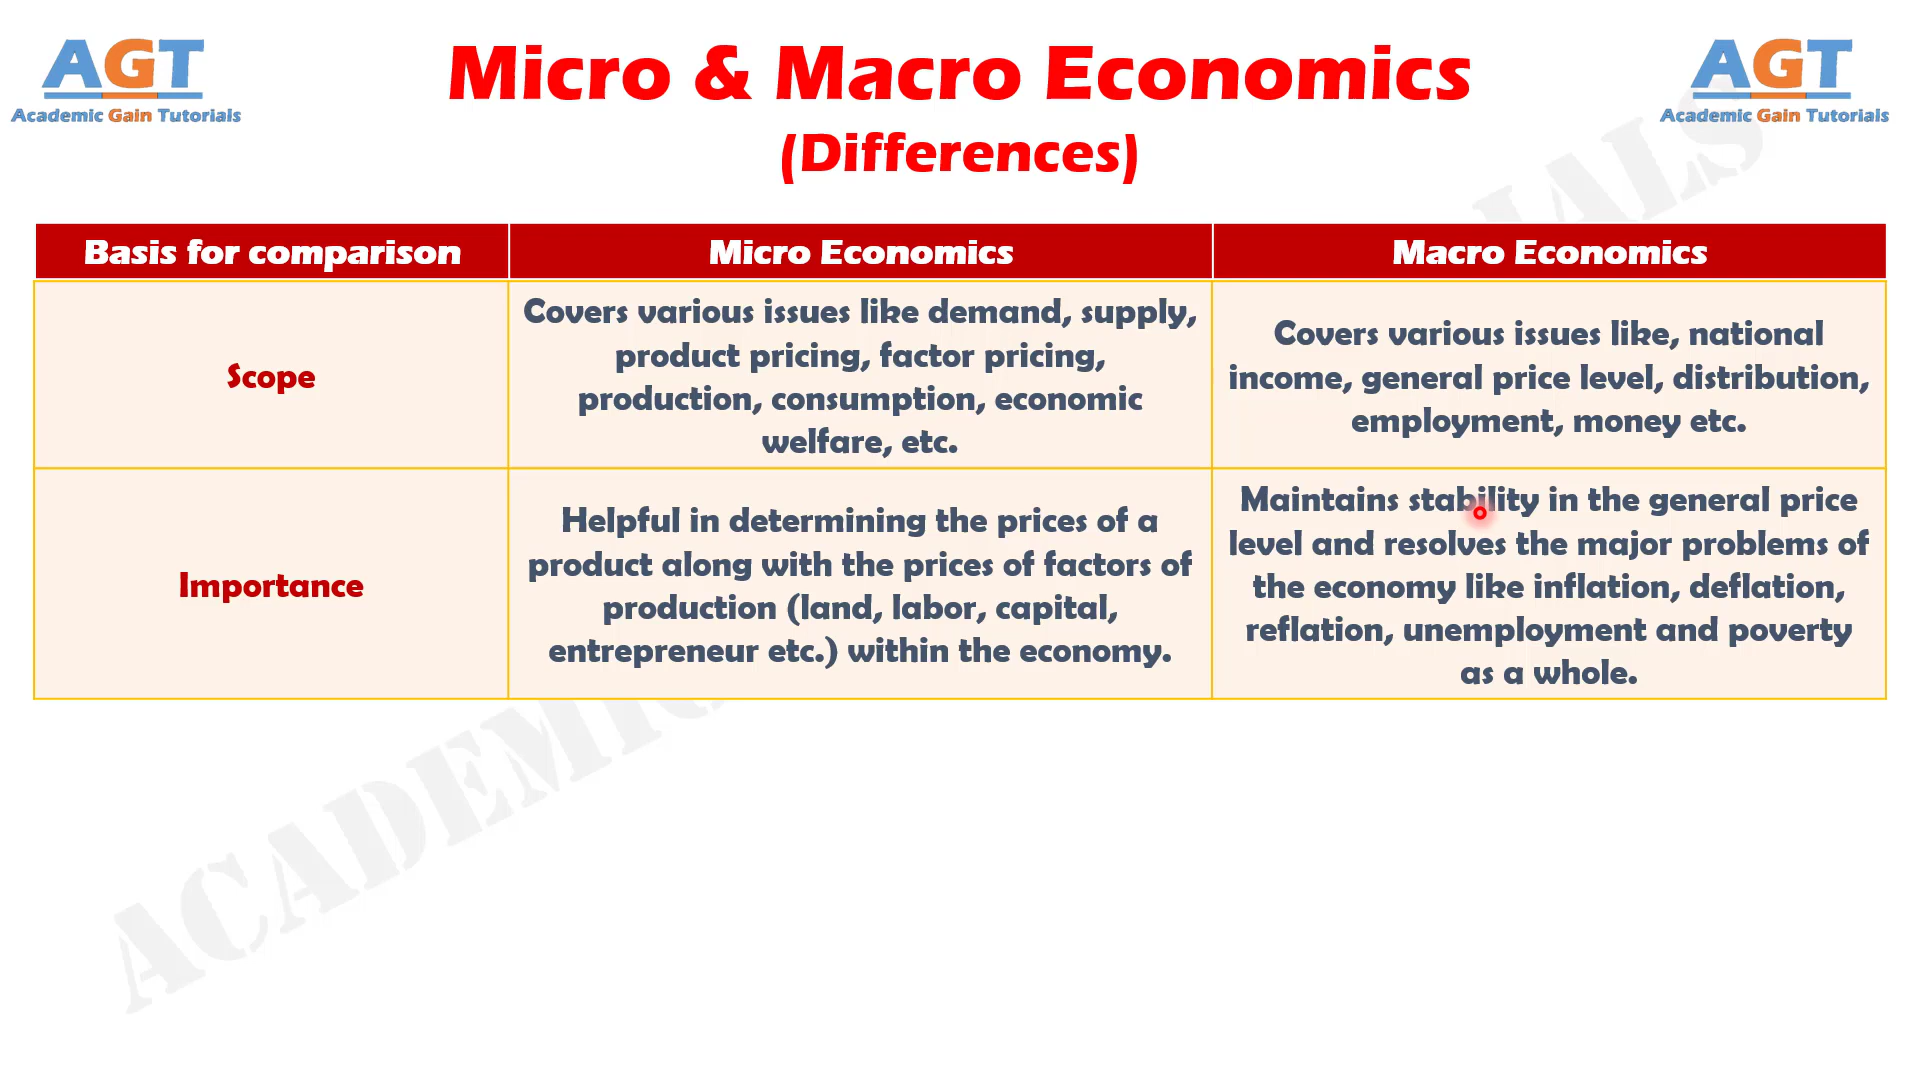 AGT
Academic Gain Tutorials
Micro & Macro Economics
(Differences)
AGT
Academic Gain Tutorials
Basis for comparison
Micro Economics
Macro Economics
Scope
Covers various issues like demand, supply,
product pricing, factor pricing,
production, consumption, economic
welfare, etc.
Covers various issues like, national
income, general price level, distribution,
employment, money etc.
Importance
Helpful in determining the prices of a
product along with the prices of factors of
production (land, labor, capital,
entrepreneur etc.) within the economy.
Maintains stability in the general price
level and resolves the major problems of
the economy like inflation, deflation,
reflation, unemployment and poverty
as a whole.